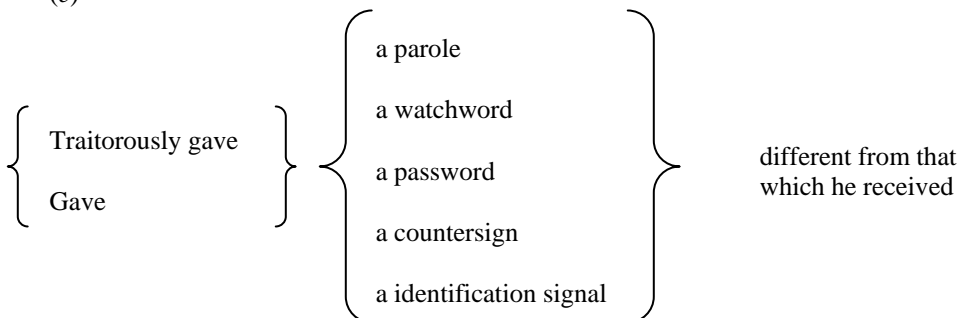 a parole
a watchword
Traitorously gave
a password
different from that
which he received
Gave
a countersign
a identification signal